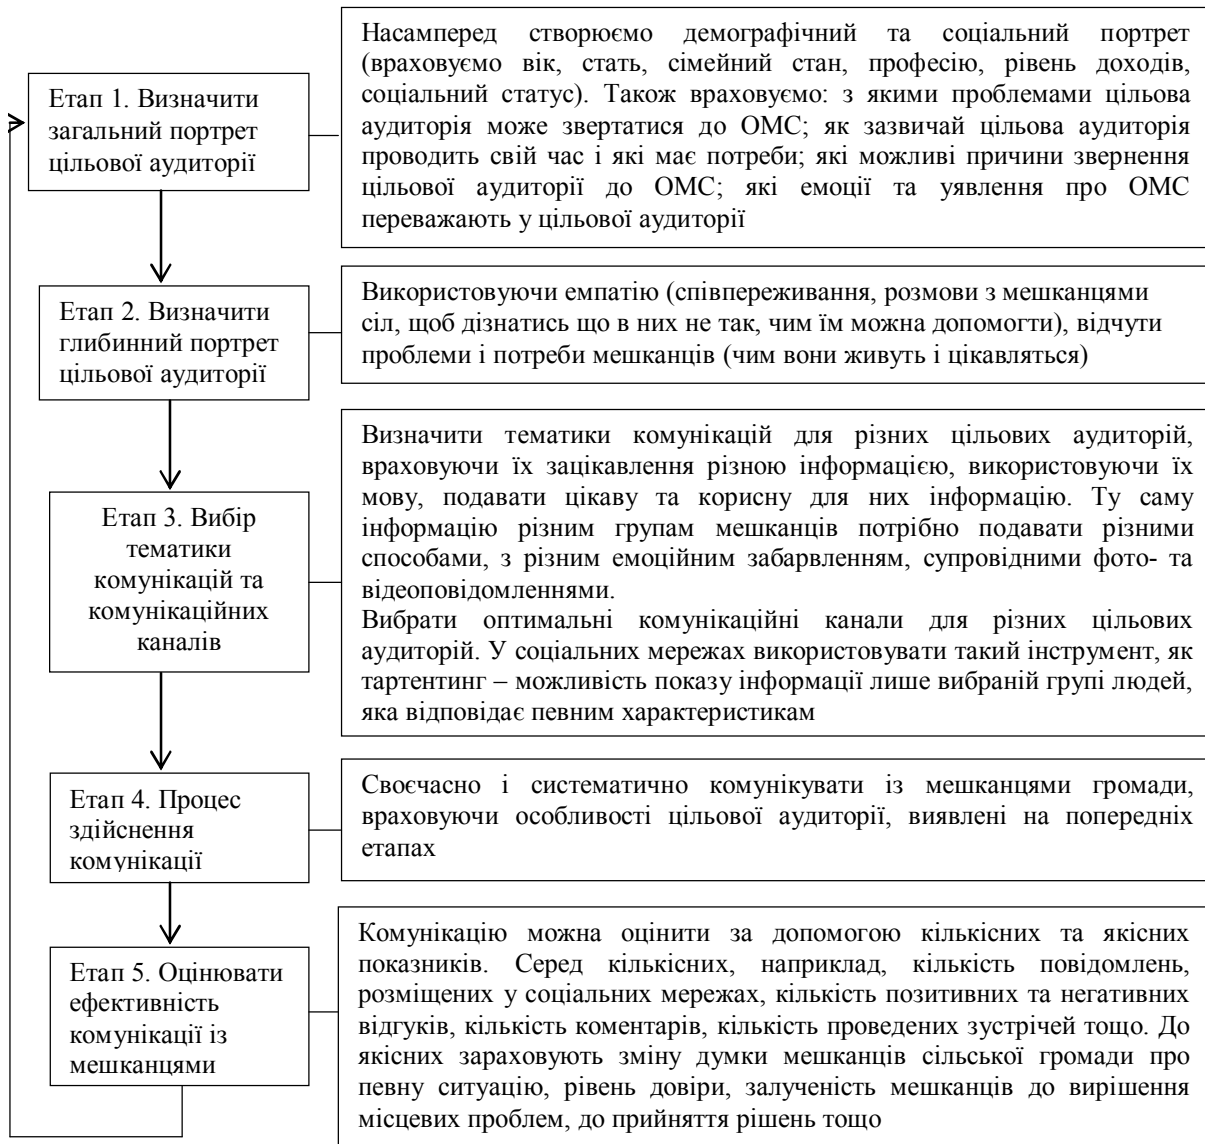 Етап 1. Визначити
загальний портрет
цільової аудиторії
Насамперед створюємо демографічний та соціальний портрет
(враховуємо вік, стать, сімейний стан, професію, рівень доходів,
соціальний статус). Також враховуємо: з якими проблемами цільова
аудиторія може звертатися до ОМС; як зазвичай цільова аудиторія
проводить свій час і які має потреби; які можливі причини звернення
цільової аудиторії до ОМС; які емоції та уявлення про ОМС
переважають у цільової аудиторії
Етап 2. Визначити
глибинний портрет
цільової аудиторії
Використовуючи емпатію (співпереживання, розмови з мешканцями
сіл, щоб дізнатись що в них не так, чим їм можна допомогти), відчути
проблеми і потреби мешканців (чим вони живуть і цікавляться)
Етап 3. Вибір
тематики
комунікацій та
комунікаційних
каналів
Визначити тематики комунікацій для різних цільових аудиторій,
враховуючи їх зацікавлення різною інформацією, використовуючи їх
мову, подавати цікаву та корисну для них інформацію. Ту саму
інформацію різним групам мешканців потрібно подавати різними
способами, з різним емоційним забарвленням, супровідними фото- та
відеоповідомленнями.
Вибрати оптимальні комунікаційні канали для різних цільових
аудиторій. У соціальних мережах використовувати такий інструмент, як
тартентинг – можливість показу інформації лише вибраній групі людей,
яка відповідає певним характеристикам
Етап 4. Процес
здійснення
комунікації
Своєчасно і систематично комунікувати із мешканцями громади,
враховуючи особливості цільової аудиторії, виявлені на попередніх
етапах
Етап 5. Оцінювати
ефективність
комунікації із
мешканцями
Комунікацію можна оцінити за допомогою кількісних та якісних
показників. Серед кількісних, наприклад, кількість повідомлень,
розміщених у соціальних мережах, кількість позитивних та негативних
відгуків, кількість коментарів, кількість проведених зустрічей тощо. До
якісних зараховують зміну думки мешканців сільської громади про
певну ситуацію, рівень довіри, залученість мешканців до вирішення
місцевих проблем, до прийняття рішень тощо